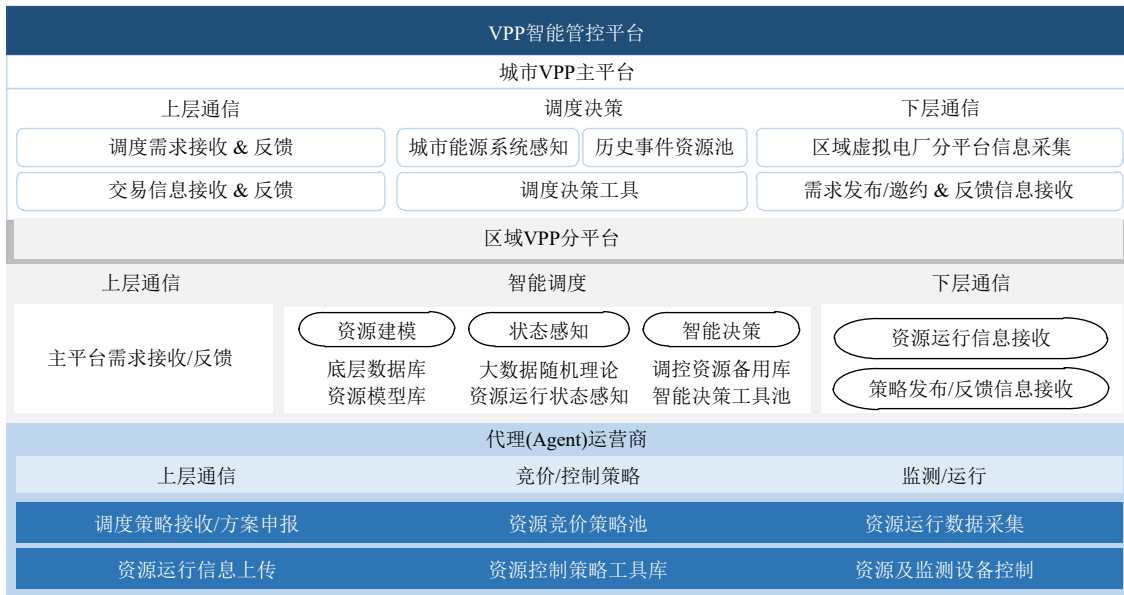 VPP智能管控平台
城市VPP主平台
上层通信
调度决策
下层通信
调度需求接收 & 反馈
城市能源系统感知
历史事件资源池
区域虚拟电厂分平台信息采集
交易信息接收 & 反馈
调度决策工具
需求发布/邀约 & 反馈信息接收
区域VPP分平台
上层通信
智能调度
下层通信
主平台需求接收/反馈
资源建模
底层数据库
资源模型库
状态感知
大数据随机理论
资源运行状态感知
智能决策
调控资源备用库
智能决策工具池
资源运行信息接收
策略发布/反馈信息接收
代理(Agent)运营商
上层通信
竞价/控制策略
监测/运行
调度策略接收/方案申报
资源竞价策略池
资源运行数据采集
资源运行信息上传
资源控制策略工具库
资源及监测设备控制